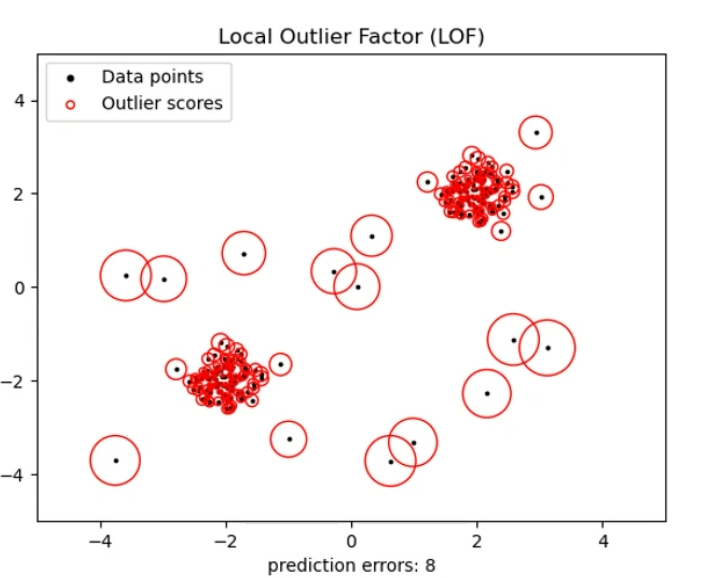 Local Outlier Factor (LOF)
Data points
Outlier scores
4
2
0
−2
−4
−4
−2
0
2
4
prediction errors: 8